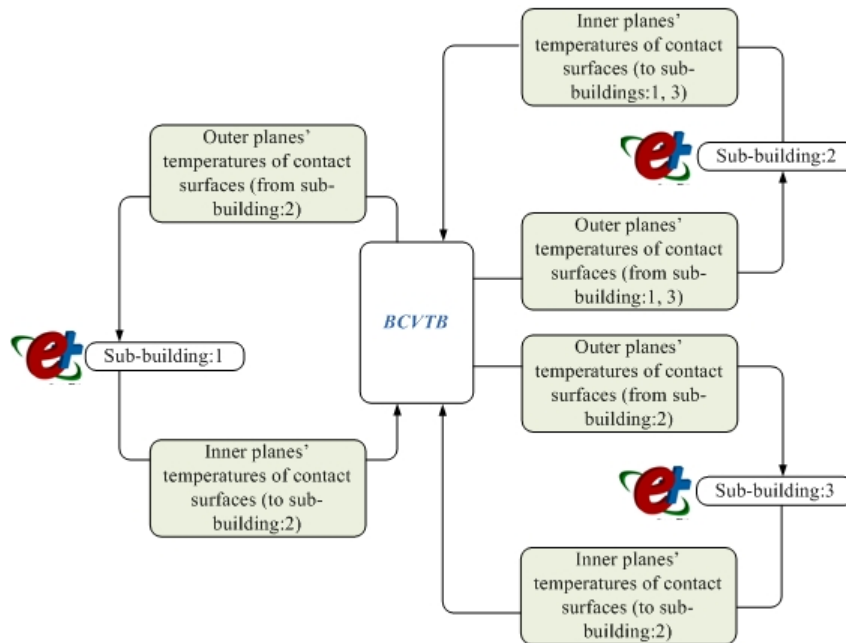 Inner planes'
temperatures of contact
surfaces (to sub-
buildings:1, 3)
Outer planes'
temperatures of contact
surfaces (from sub-
building:2)
e+
Sub-building:2
Outer planes'
temperatures of contact
surfaces (from sub-
building:1, 3)
BCVTB
e+
Sub-building:1
Outer planes'
temperatures of contact
surfaces (from sub-
building:2)
Inner planes'
temperatures of contact
surfaces (to sub-
building:2)
e+
Sub-building:3
Inner planes'
temperatures of contact
surfaces (to sub-
building:2)